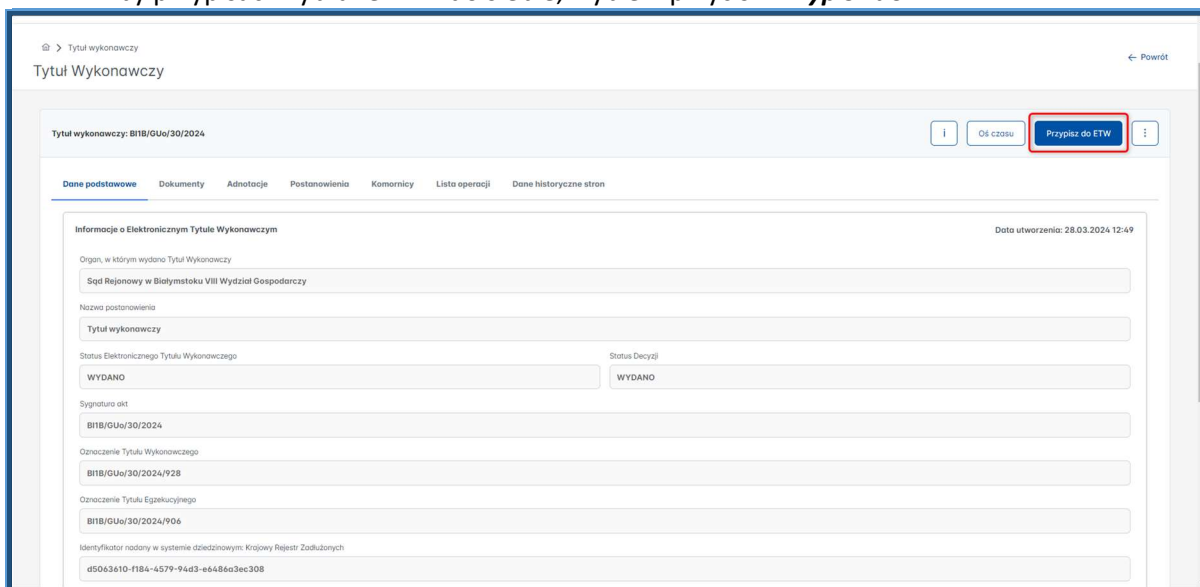 Tytuł wykonawczy
← Powrót
Tytuł Wykonawczy
Tytuł wykonawczy: BI1B/GUo/30/2024
i Oś czasu Przypisz do ETW
Dane podstawowe Dokumenty Adnotacje Postanowienia Komornicy Lista operacji Dane historyczne stron
Informacje o Elektronicznym Tytule Wykonawczym Data utworzenia: 28.03.2024 12:49
Organ, w którym wydano Tytuł Wykonawczy
Sąd Rejonowy w Białymstoku VIII Wydział Gospodarczy
Nazwa postanowienia
Tytuł wykonawczy
Status Elektronicznego Tytułu Wykonawczego Status Decyzji
WYDANO WYDANO
Sygnatura akt
BI1B/GUo/30/2024
Oznaczenie Tytułu Wykonawczego
BI1B/GUo/30/2024/928
Oznaczenie Tytułu Egzekucyjnego
BI1B/GUo/30/2024/906
Identyfikator nadany w systemie dziedzinowym: Krajowy Rejestr Zadłużonych
d5063610-f184-4579-94d3-e6486a3ec308